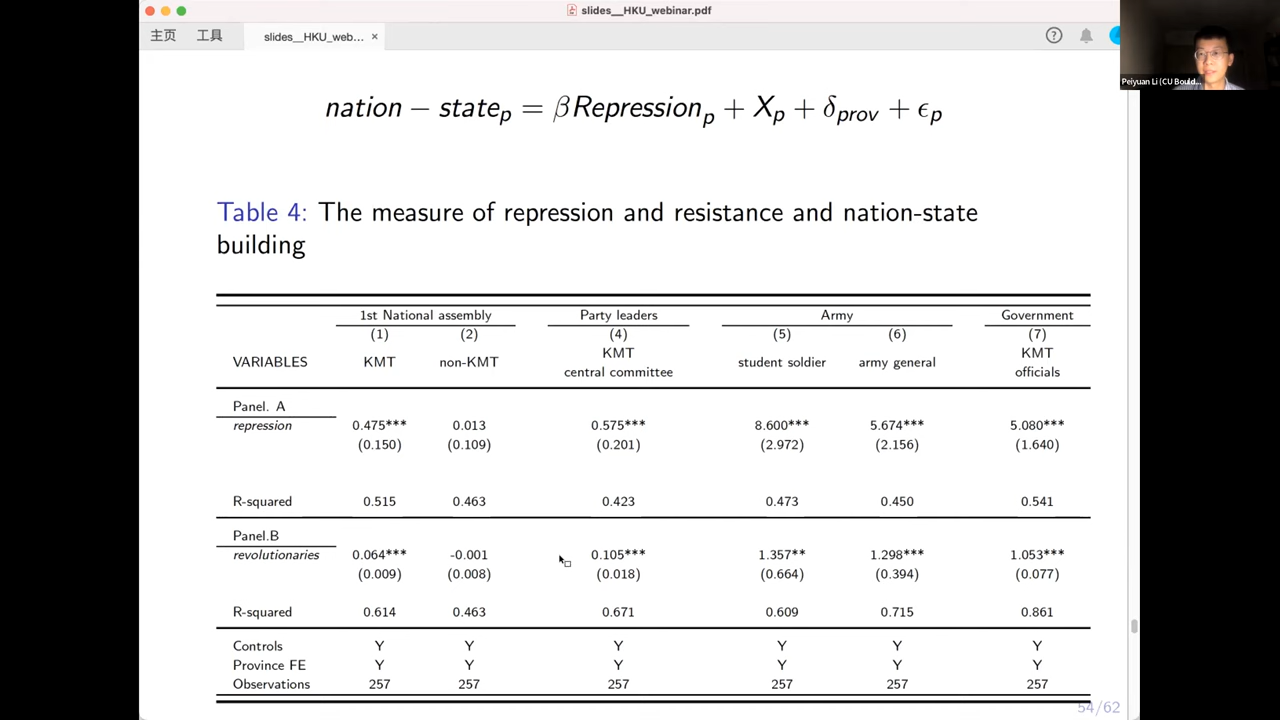 slides__HKU_webinar.pdf
主页 工具 slides__HKU_web... ×
Peiyuan Li (CU Bould...
nation − state_p = βRepression_p + X_p + δ_prov + ϵ_p
Table 4: The measure of repression and resistance and nation-state
building
1st National assembly Party leaders Army Government
(1) (2) (4) (5) (6) (7)
VARIABLES KMT non-KMT KMT central committee student soldier army general KMT officials
Panel. A
repression 0.475*** 0.013 0.575*** 8.600*** 5.674*** 5.080***
(0.150) (0.109) (0.201) (2.972) (2.156) (1.640)
R-squared 0.515 0.463 0.423 0.473 0.450 0.541
Panel.B
revolutionaries 0.064*** -0.001 0.105*** 1.357** 1.298*** 1.053***
(0.009) (0.008) (0.018) (0.664) (0.394) (0.077)
R-squared 0.614 0.463 0.671 0.609 0.715 0.861
Controls Y Y Y Y Y Y
Province FE Y Y Y Y Y Y
Observations 257 257 257 257 257 257
54/62